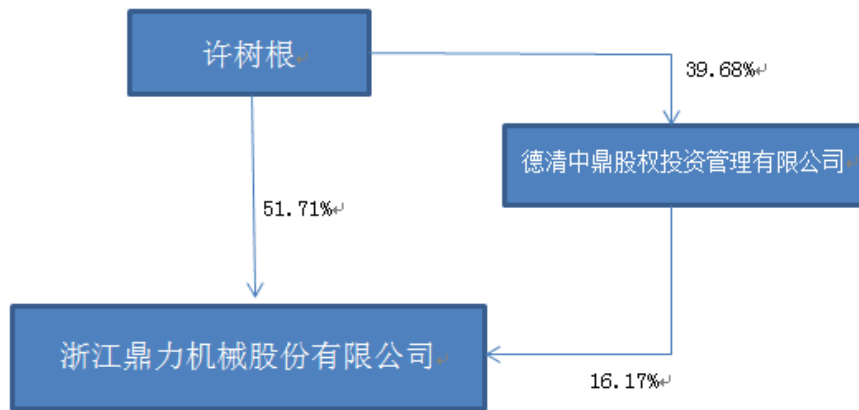 许树根
39.68%
德清中鼎股权投资管理有限公司
51.71%
浙江鼎力机械股份有限公司
16.17%